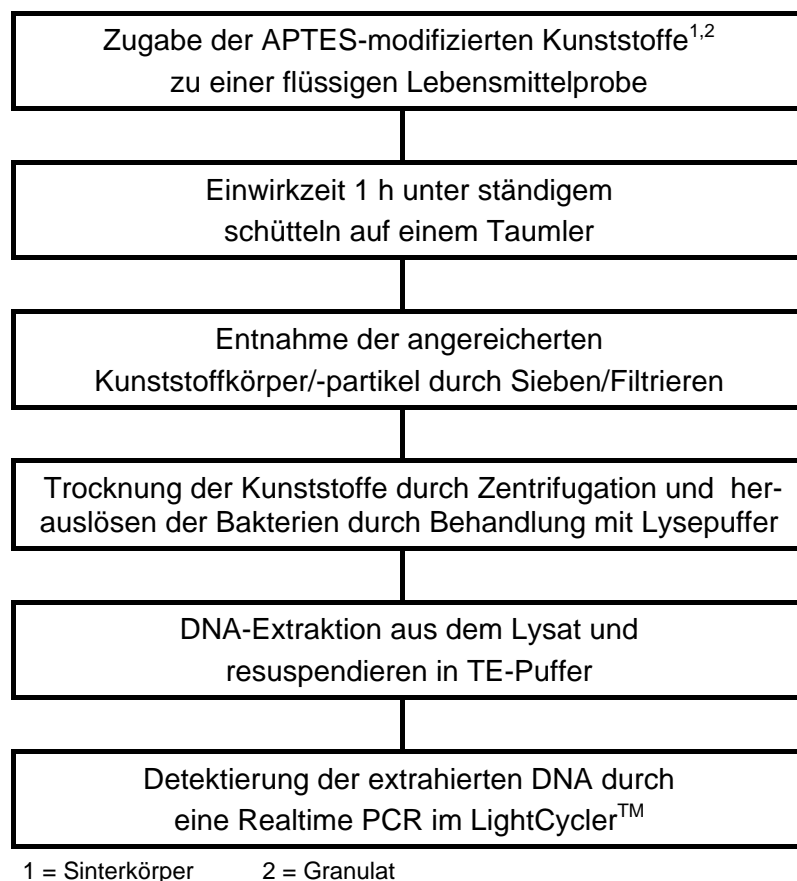 Zugabe der APTES-modifizierten Kunststoffe1,2
zu einer flüssigen Lebensmittelprobe
Einwirkzeit 1 h unter ständigem
schütteln auf einem Taumler
Entnahme der angereicherten
Kunststoffkörper/-partikel durch Sieben/Filtrieren
Trocknung der Kunststoffe durch Zentrifugation und her-
auslösen der Bakterien durch Behandlung mit Lysepuffer
DNA-Extraktion aus dem Lysat und
resuspendieren in TE-Puffer
Detektierung der extrahierten DNA durch
eine Realtime PCR im LightCyclerTM
1 = Sinterkörper 2 = Granulat